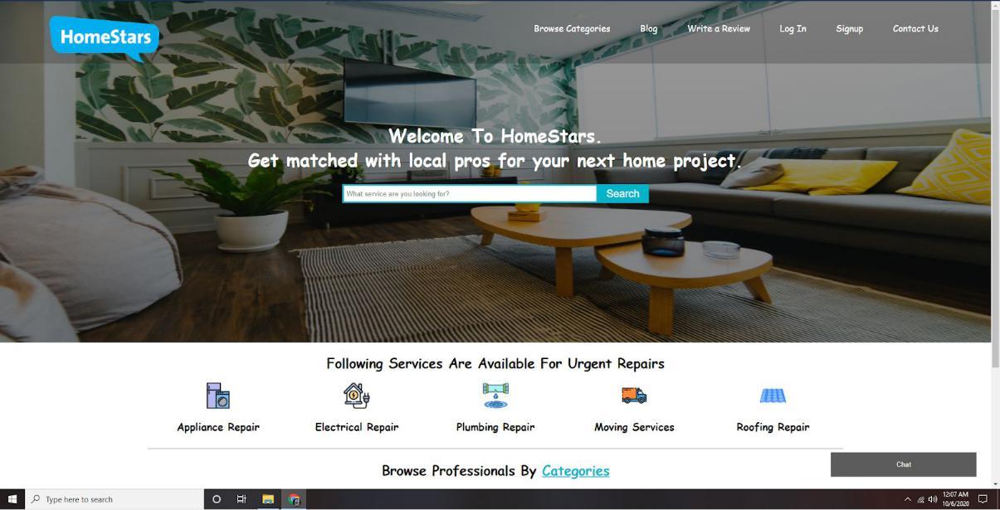 HomeStars
Browse Categories Blog Write a Review Log In Signup Contact Us
Welcome To HomeStars.
Get matched with local pros for your next home project.
What service are you looking for? Search
Following Services Are Available For Urgent Repairs
Appliance Repair Electrical Repair Plumbing Repair Moving Services Roofing Repair
Browse Professionals By Categories
Chat
Type here to search
12:07 AM
10/6/2020